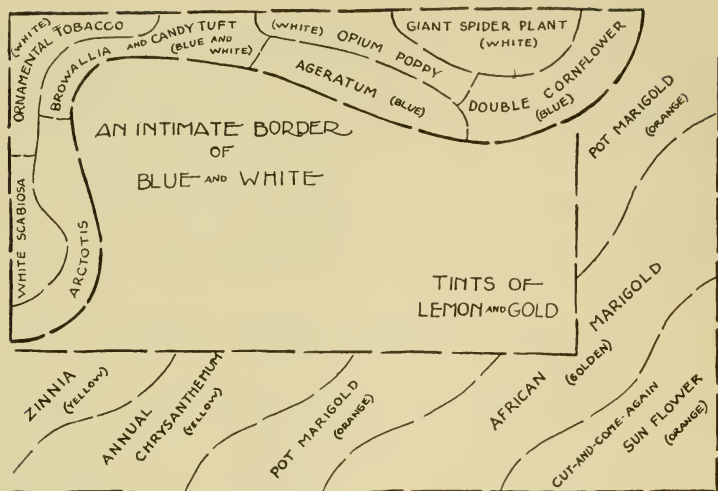 (WHITE)
ORNAMENTAL TOBACCO
BROWALLIA AND CANDYTUFT
(BLUE AND
WHITE)
(WHITE) OPIUM POPPY
GIANT SPIDER PLANT
(WHITE)
AGERATUM (BLUE)
DOUBLE CORNFLOWER
(BLUE)
POT MARIGOLD
(ORANGE)
AN INTIMATE BORDER
OF
BLUE AND WHITE
WHITE SCABIOSA
ARCTOTIS
TINTS OF
LEMON AND GOLD
ZINNIA
(YELLOW)
ANNUAL
CHRYSANTHEMUM
(YELLOW)
POT MARIGOLD
(ORANGE)
AFRICAN MARIGOLD
(GOLDEN)
CUT-AND-COME-AGAIN
SUN FLOWER
(ORANGE)